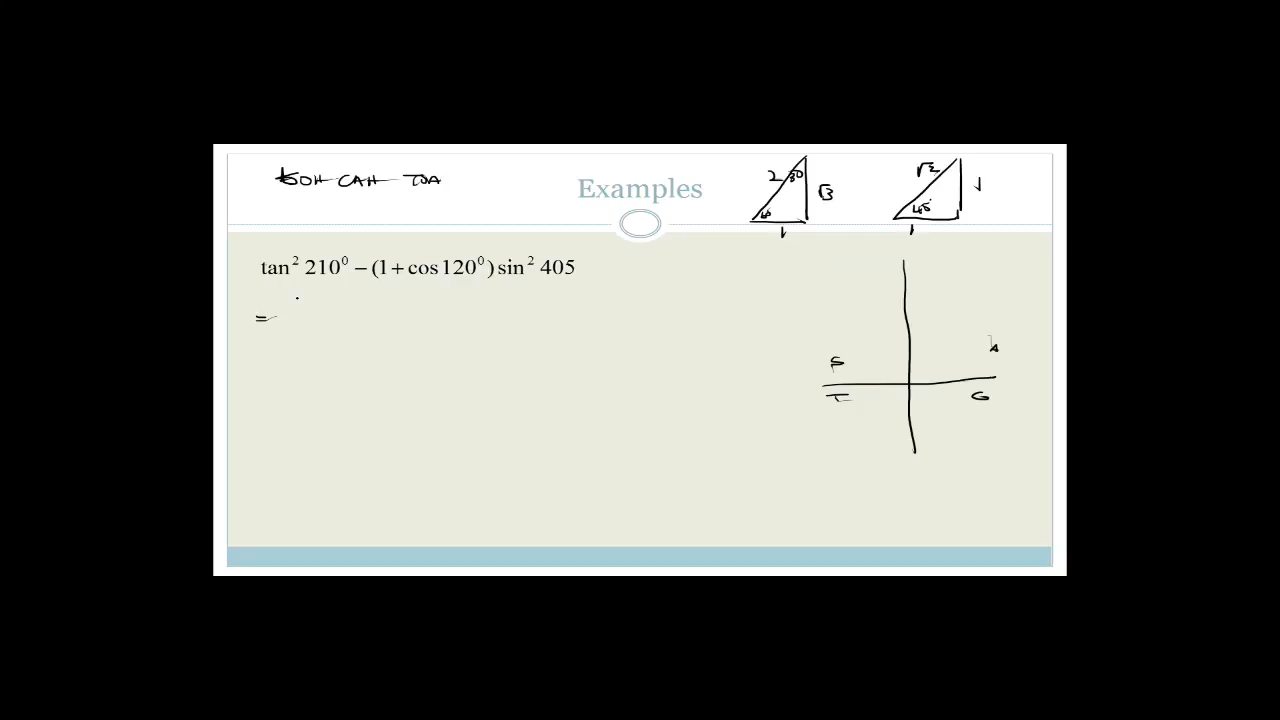 SOH CAH TOA
Examples
2 30 √3 1
√2 45° 1 1
tan² 210⁰ − (1 + cos 120⁰) sin² 405
=
S A
T C